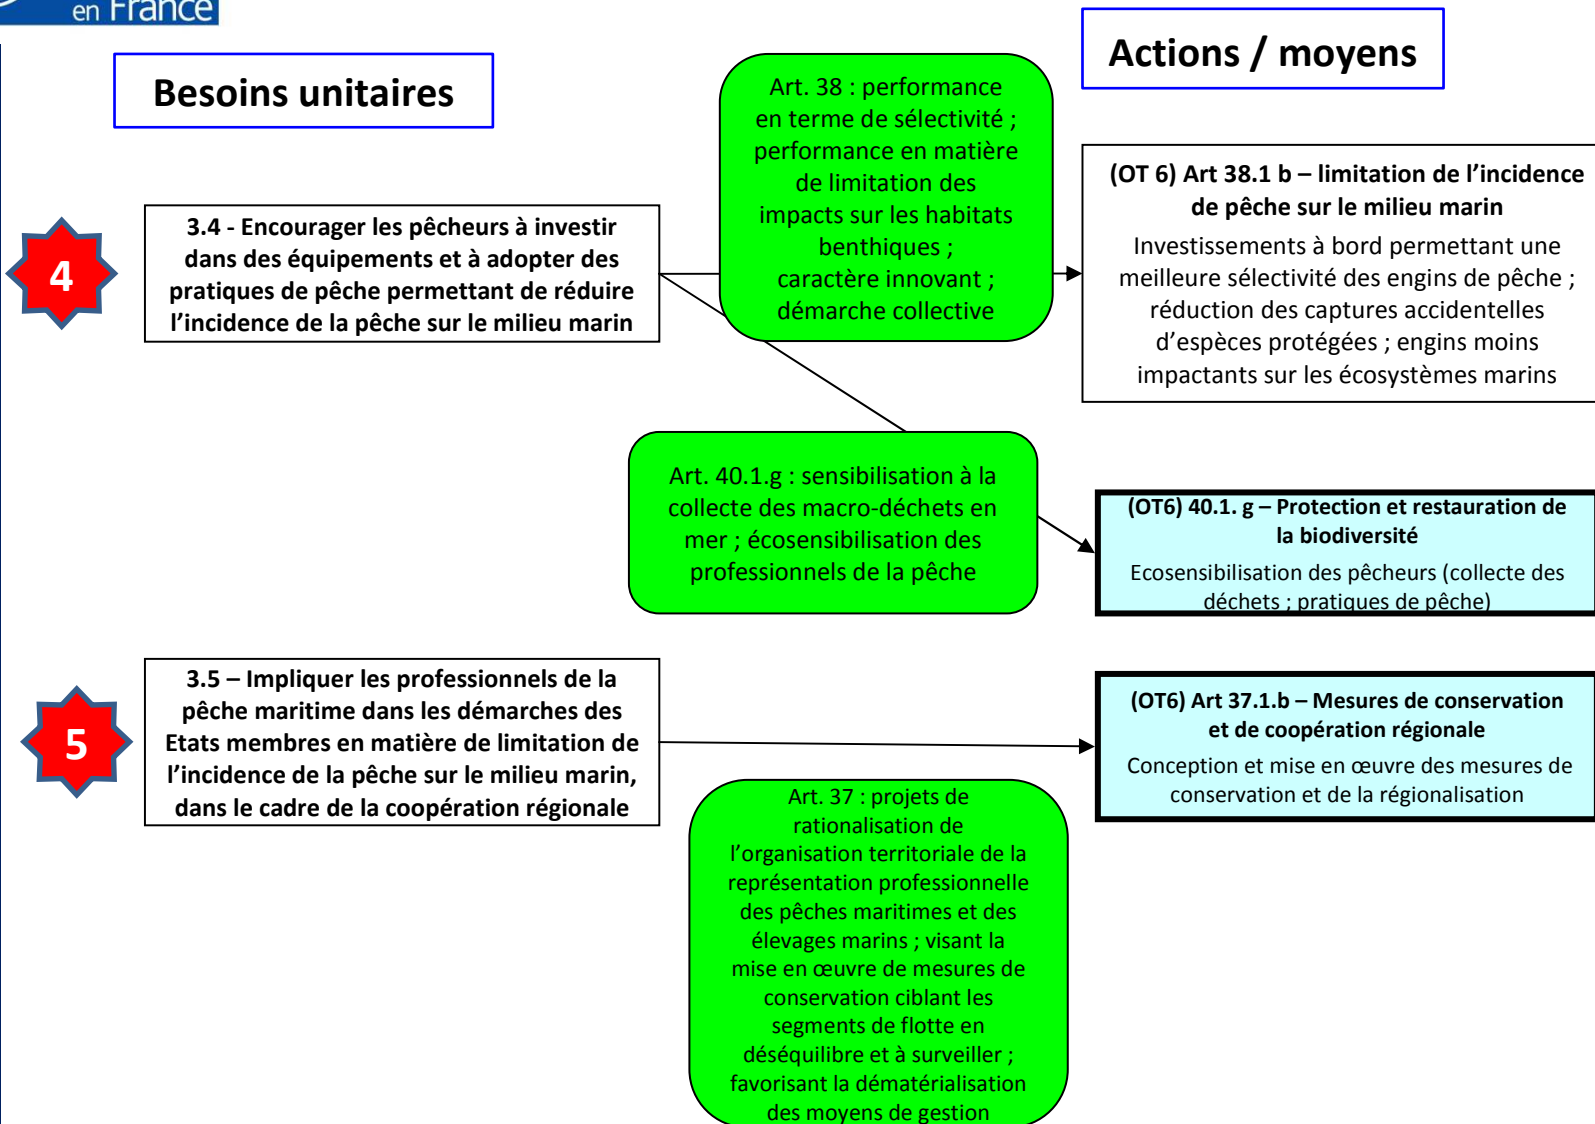 en France
Besoins unitaires
Actions / moyens
Art. 38 : performance
en terme de sélectivité ;
performance en matière
de limitation des
impacts sur les habitats
benthiques ;
caractère innovant ;
démarche collective
(OT 6) Art 38.1 b – limitation de l’incidence
de pêche sur le milieu marin
Investissements à bord permettant une
meilleure sélectivité des engins de pêche ;
réduction des captures accidentelles
d’espèces protégées ; engins moins
impactants sur les écosystèmes marins
4
3.4 - Encourager les pêcheurs à investir
dans des équipements et à adopter des
pratiques de pêche permettant de réduire
l’incidence de la pêche sur le milieu marin
Art. 40.1.g : sensibilisation à la
collecte des macro-déchets en
mer ; écosensibilisation des
professionnels de la pêche
(OT6) 40.1. g – Protection et restauration de
la biodiversité
Ecosensibilisation des pêcheurs (collecte des
déchets ; pratiques de pêche)
5
3.5 – Impliquer les professionnels de la
pêche maritime dans les démarches des
Etats membres en matière de limitation de
l’incidence de la pêche sur le milieu marin,
dans le cadre de la coopération régionale
(OT6) Art 37.1.b – Mesures de conservation
et de coopération régionale
Conception et mise en œuvre des mesures de
conservation et de la régionalisation
Art. 37 : projets de
rationalisation de
l’organisation territoriale de la
représentation professionnelle
des pêches maritimes et des
élevages marins ; visant la
mise en œuvre de mesures de
conservation ciblant les
segments de flotte en
déséquilibre et à surveiller ;
favorisant la dématérialisation
des moyens de gestion